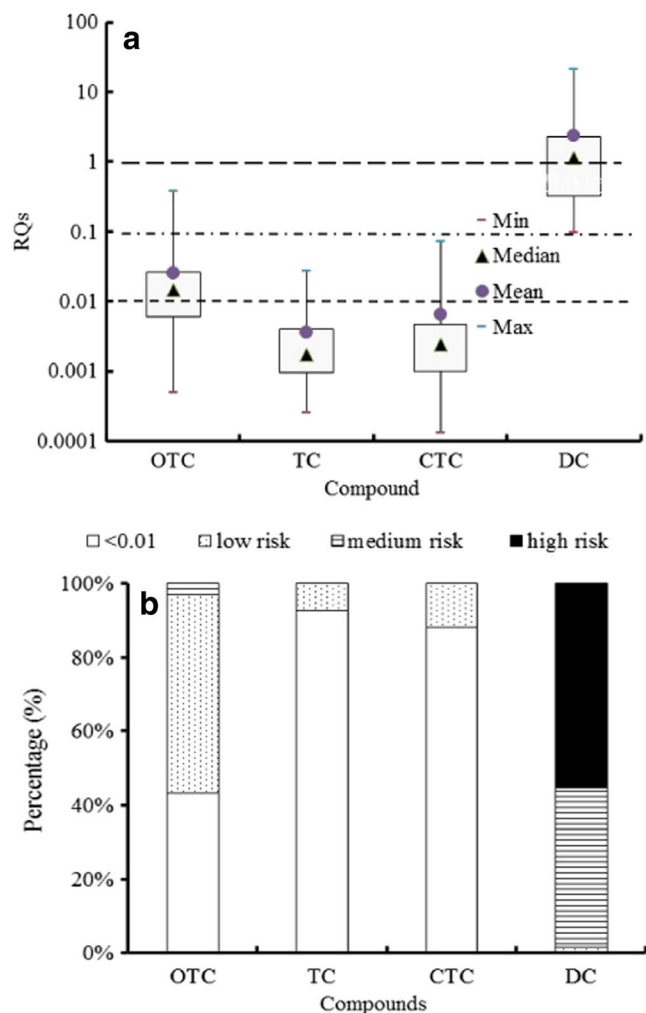 a
100
10
1
0.1
0.01
0.001
0.0001
RQs
Min
Median
Mean
Max
OTC TC CTC DC
Compound
<0.01 low risk medium risk high risk
b
100%
80%
60%
40%
20%
0%
Percentage (%)
OTC TC CTC DC
Compounds